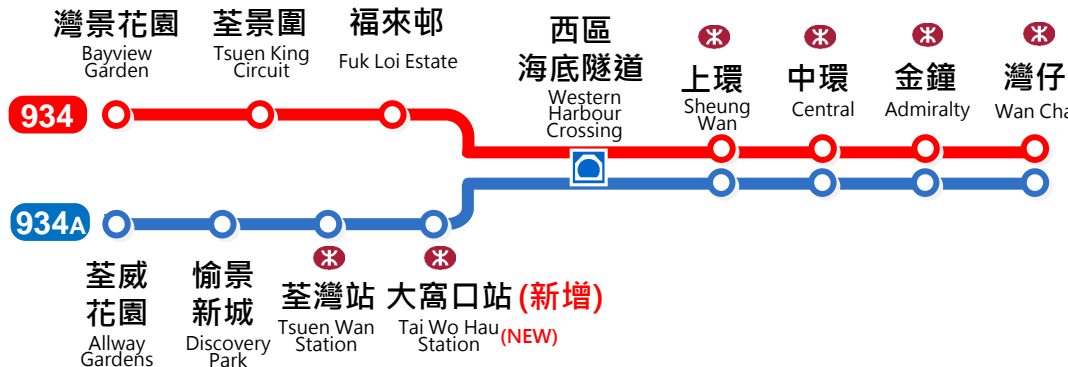 灣景花園
Bayview
Garden
荃景圍
Tsuen King
Circuit
福來邨
Fuk Loi Estate
西區
海底隧道
Western
Harbour
Crossing
上環
Sheung
Wan
中環
Central
金鐘
Admiralty
灣仔
Wan Cha
934
934A
荃威
花園
Allway
Gardens
愉景
新城
Discovery
Park
荃灣站
Tsuen Wan
Station
大窩口站 (新增)
Tai Wo Hau
Station (NEW)